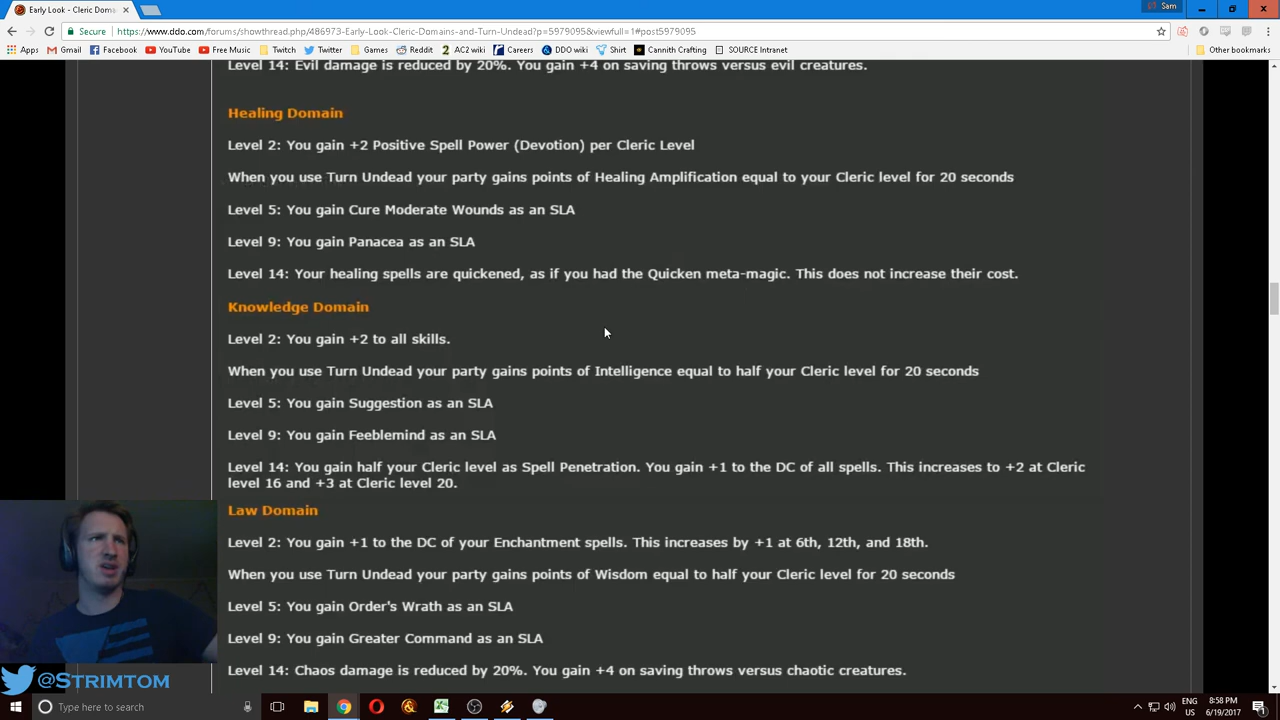 Early Look - Cleric Dom
Sam
Secure
https://www.ddo.com/forums/showthread.php/486973-Early-Look-Cleric-Domains-and-Turn-Undead?p=5979095&viewfull=1#post5979095
Apps Gmail Facebook YouTube Free Music Twitch Twitter Games Reddit AC2 wiki Careers DDO wiki Shirt Cannith Crafting SOURCE Intranet Other bookmarks
Level 14: Evil damage is reduced by 20%. You gain +4 on saving throws versus evil creatures.
Healing Domain
Level 2: You gain +2 Positive Spell Power (Devotion) per Cleric Level
When you use Turn Undead your party gains points of Healing Amplification equal to your Cleric level for 20 seconds
Level 5: You gain Cure Moderate Wounds as an SLA
Level 9: You gain Panacea as an SLA
Level 14: Your healing spells are quickened, as if you had the Quicken meta-magic. This does not increase their cost.
Knowledge Domain
Level 2: You gain +2 to all skills.
When you use Turn Undead your party gains points of Intelligence equal to half your Cleric level for 20 seconds
Level 5: You gain Suggestion as an SLA
Level 9: You gain Feeblemind as an SLA
Level 14: You gain half your Cleric level as Spell Penetration. You gain +1 to the DC of all spells. This increases to +2 at Cleric
level 16 and +3 at Cleric level 20.
Law Domain
Level 2: You gain +1 to the DC of your Enchantment spells. This increases by +1 at 6th, 12th, and 18th.
When you use Turn Undead your party gains points of Wisdom equal to half your Cleric level for 20 seconds
Level 5: You gain Order's Wrath as an SLA
Level 9: You gain Greater Command as an SLA
Level 14: Chaos damage is reduced by 20%. You gain +4 on saving throws versus chaotic creatures.
@Strimtom
Type here to search
ENG
US
8:58 PM
6/19/2017